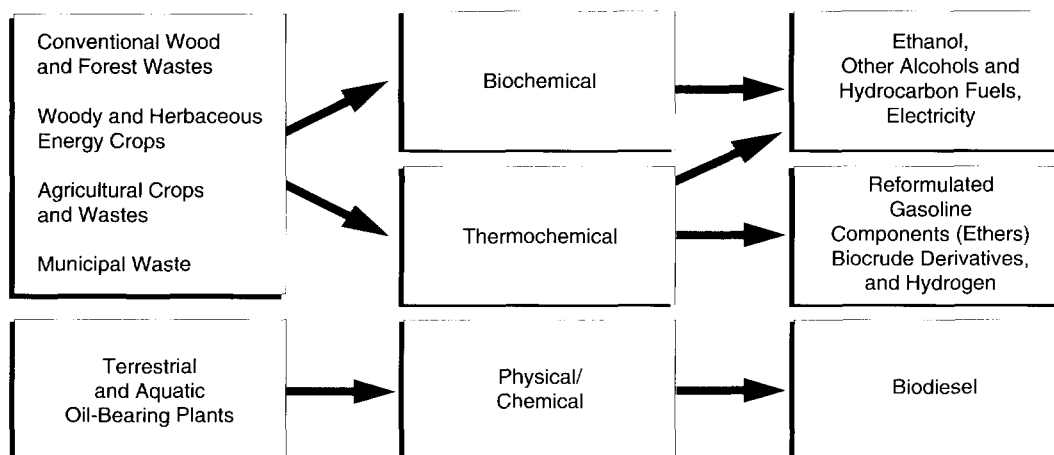 Conventional Wood
and Forest Wastes
Woody and Herbaceous
Energy Crops
Agricultural Crops
and Wastes
Municipal Waste
Biochemical
Thermochemical
Ethanol,
Other Alcohols and
Hydrocarbon Fuels,
Electricity
Reformulated
Gasoline
Components (Ethers)
Biocrude Derivatives,
and Hydrogen
Terrestrial
and Aquatic
Oil-Bearing Plants
Physical/
Chemical
Biodiesel